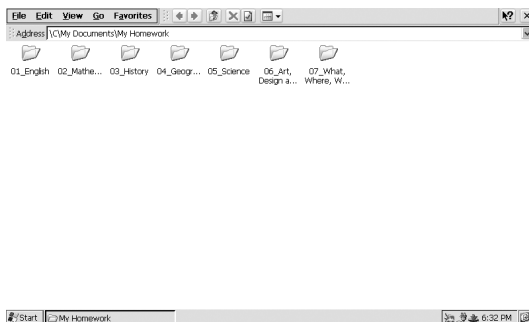 File Edit View Go Favorites
Address \C\My Documents\My Homework
01_English 02_Mathe... 03_History 04_Geogr... 05_Science 06_Art, Design a... 07_What, Where, W...
Start My Homework 6:32 PM